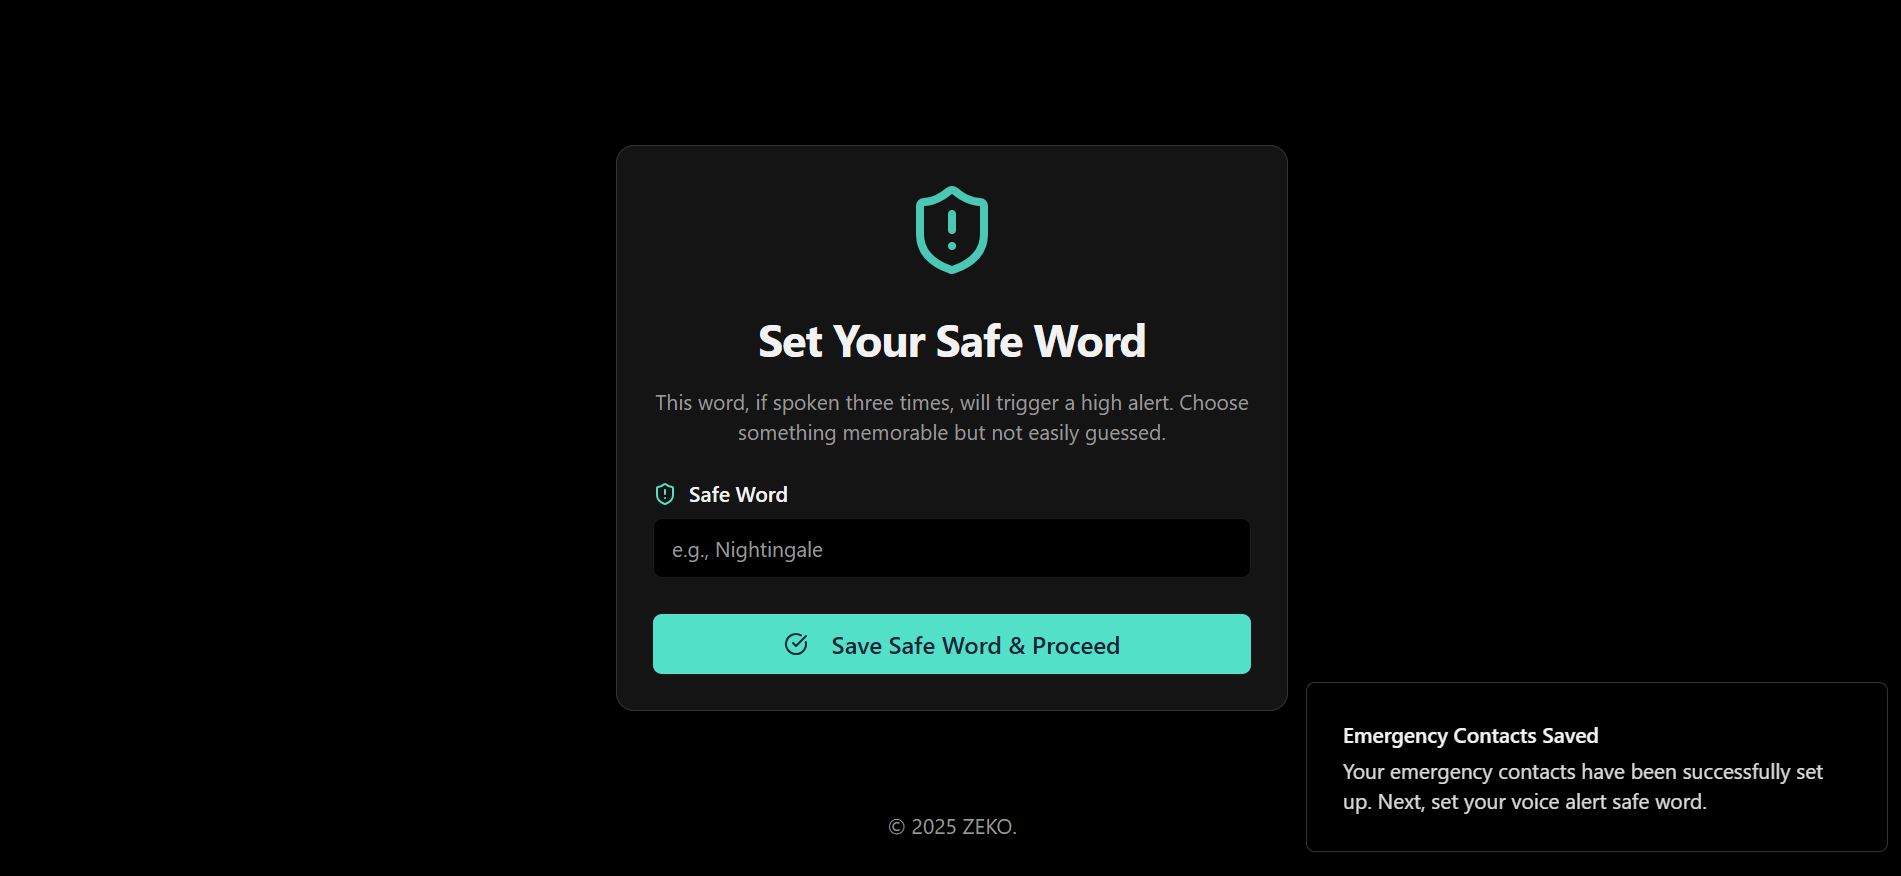 Set Your Safe Word
This word, if spoken three times, will trigger a high alert. Choose
something memorable but not easily guessed.
Safe Word
e.g., Nightingale
Save Safe Word & Proceed
Emergency Contacts Saved
Your emergency contacts have been successfully set
up. Next, set your voice alert safe word.
© 2025 ZEKO.